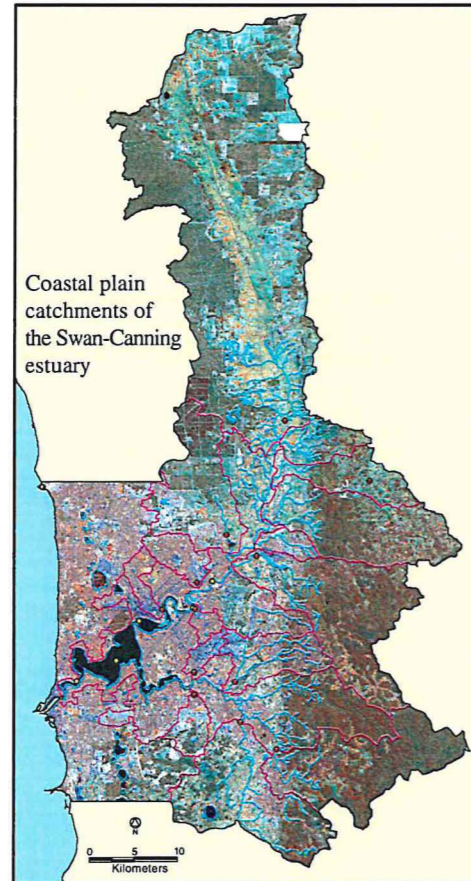 Coastal plain
catchments of
the Swan-Canning
estuary
N
0 5 10
Kilometers